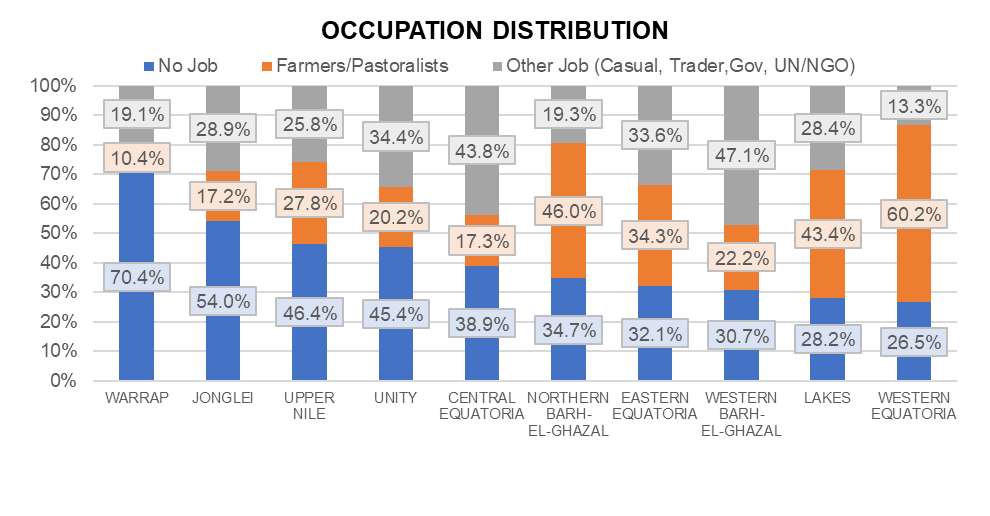 OCCUPATION DISTRIBUTION
No Job Farmers/Pastoralists Other Job (Casual, Trader,Gov, UN/NGO)
100%
90%
80%
70%
60%
50%
40%
30%
20%
10%
0%
19.1% 28.9% 25.8% 34.4% 43.8% 19.3% 33.6% 47.1% 28.4% 13.3%
10.4% 17.2% 27.8% 20.2% 17.3% 46.0% 34.3% 22.2% 43.4% 60.2%
70.4% 54.0% 46.4% 45.4% 38.9% 34.7% 32.1% 30.7% 28.2% 26.5%
WARRAP
JONGLEI
UPPER
NILE
UNITY
CENTRAL
EQUATORIA
NORTHERN
BARH-
EL-GHAZAL
EASTERN
EQUATORIA
WESTERN
BARH-
EL-GHAZAL
LAKES
WESTERN
EQUATORIA